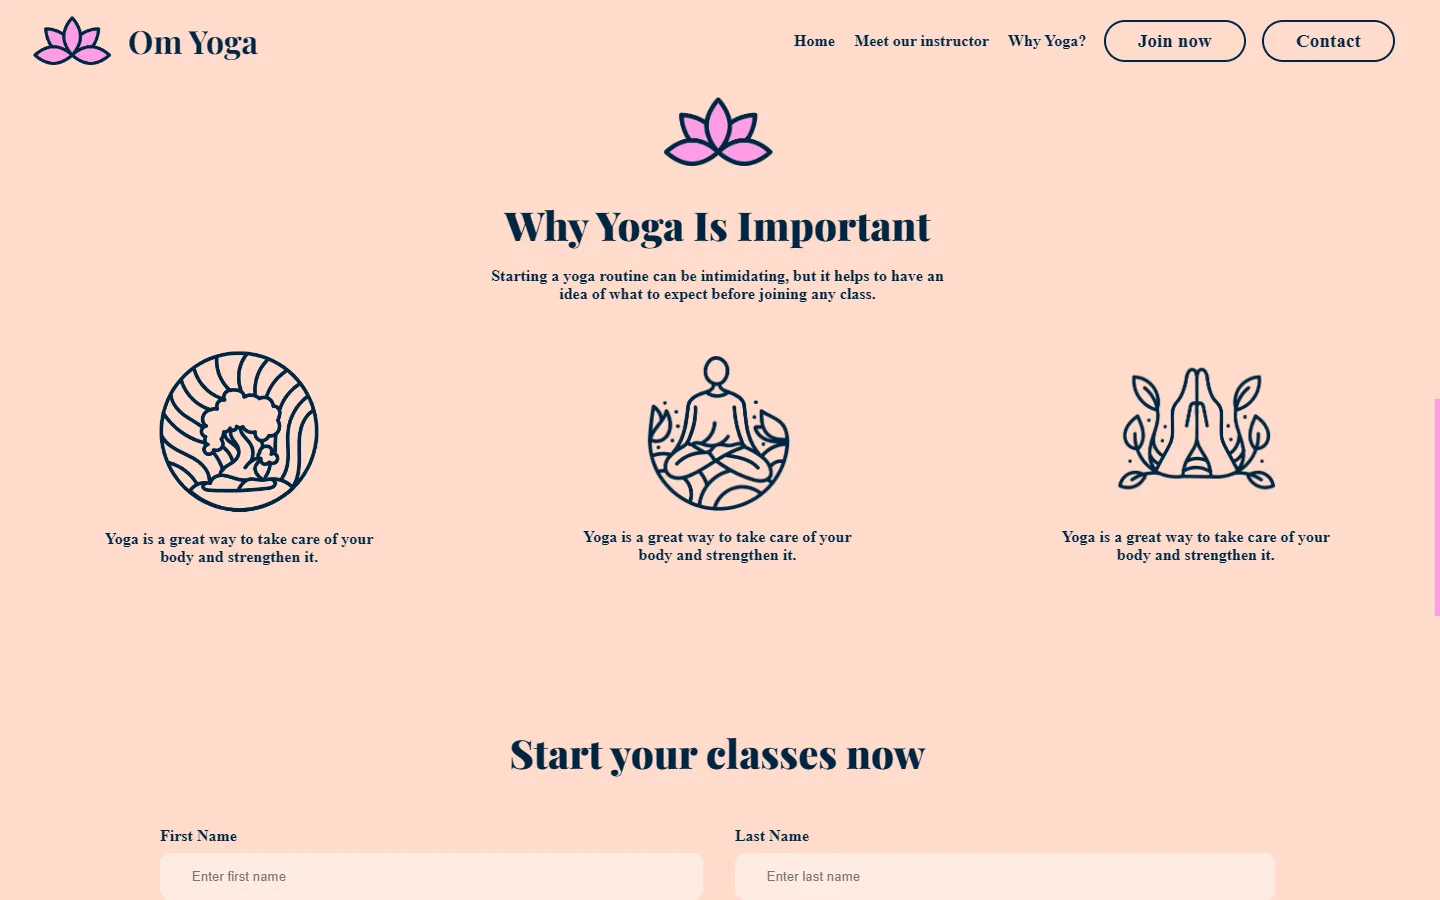 Om Yoga
Home
Meet our instructor
Why Yoga?
Join now
Contact
Why Yoga Is Important
Starting a yoga routine can be intimidating, but it helps to have an
idea of what to expect before joining any class.
Yoga is a great way to take care of your
body and strengthen it.
Yoga is a great way to take care of your
body and strengthen it.
Yoga is a great way to take care of your
body and strengthen it.
Start your classes now
First Name
Enter first name
Last Name
Enter last name